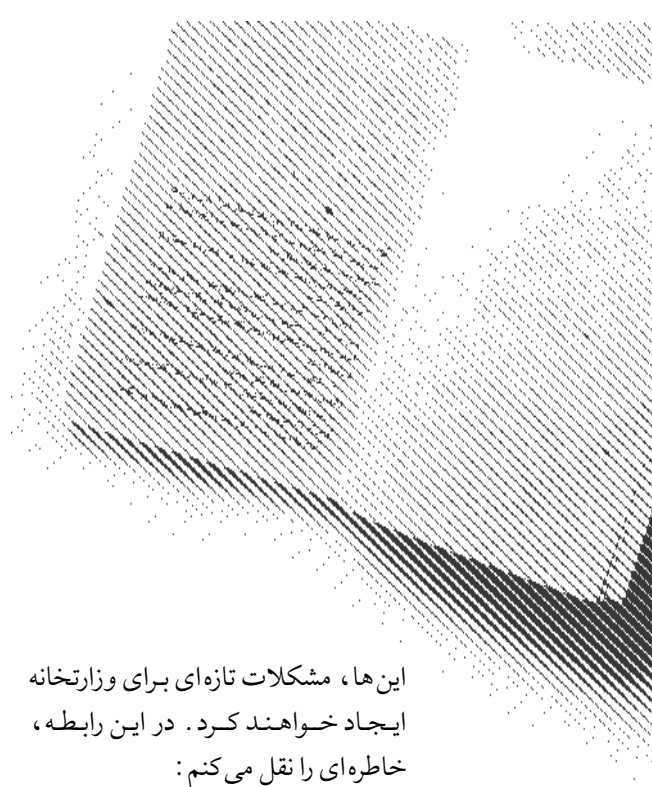 این‌ها، مشکلات تازه‌ای برای وزارتخانه
ایجاد خواهند کرد. در این رابطه،
خاطره‌ای را نقل می‌کنم: